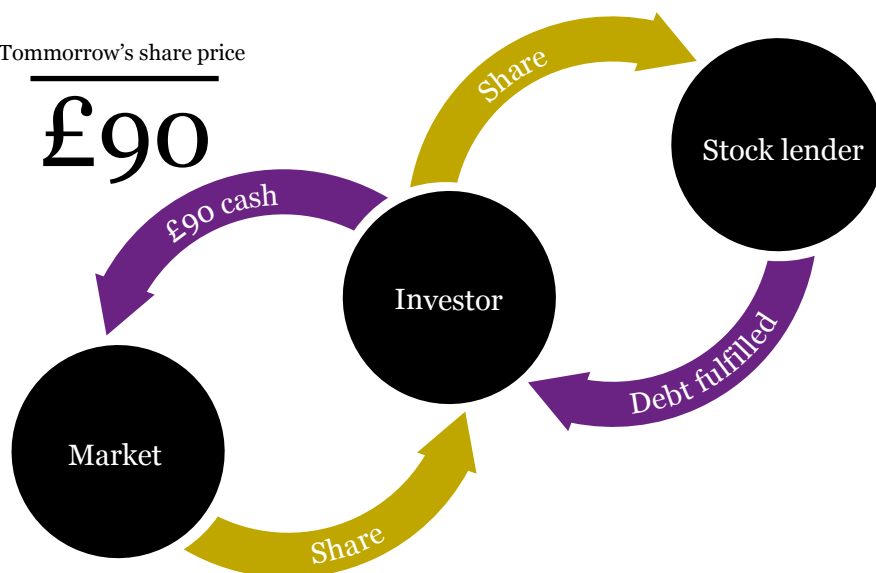 Tommorrow’s share price
£90
Share
Stock lender
£90 cash
Investor
Debt fulfilled
Market
Share